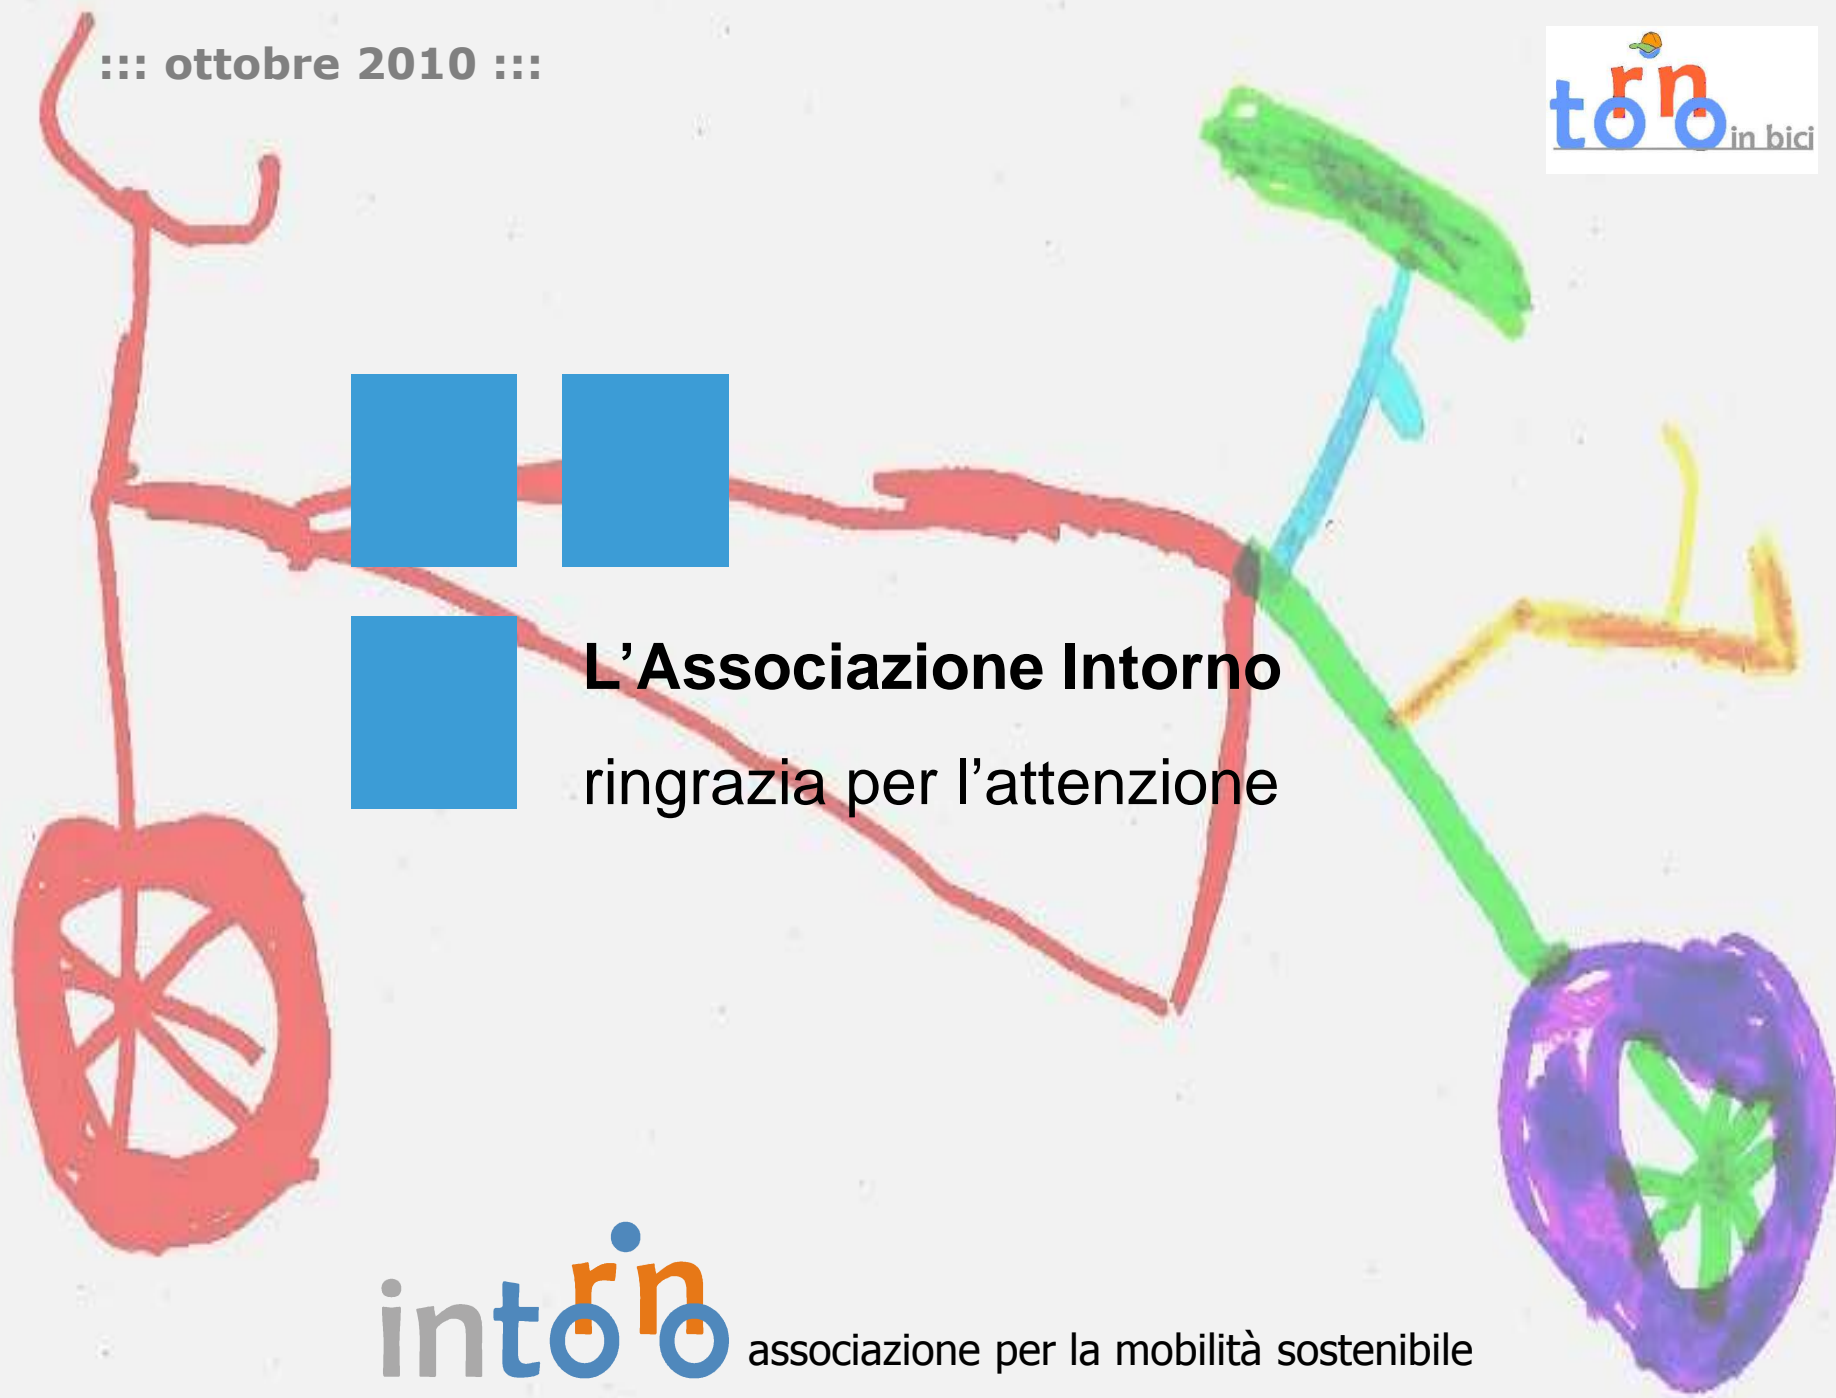 ::: ottobre 2010 :::
torno in bici
L’Associazione Intorno
ringrazia per l’attenzione
intorno
associazione per la mobilità sostenibile